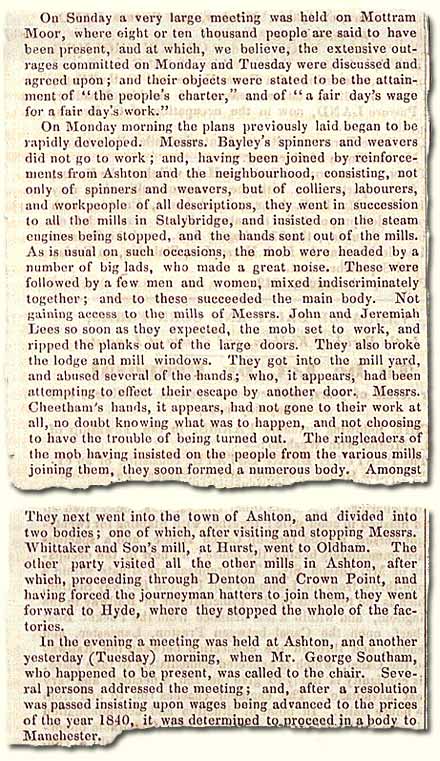 On Sunday a very large meeting was held on Mottram
Moor, where eight or ten thousand people are said to have
been present, and at which, we believe, the extensive out-
rages committed on Monday and Tuesday were discussed and
agreed upon; and their objects were stated to be the attain-
ment of "the people's charter," and of "a fair day's wage
for a fair day's work."
On Monday morning the plans previously laid began to be
rapidly developed. Messrs. Bayley's spinners and weavers
did not go to work; and, having been joined by reinforce-
ments from Ashton and the neighbourhood, consisting, not
only of spinners and weavers, but of colliers, labourers,
and workpeople of all descriptions, they went in succession
to all the mills in Stalybridge, and insisted on the steam
engines being stopped, and the hands sent out of the mills.
As is usual on such occasions, the mob were headed by a
number of big lads, who made a great noise. These were
followed by a few men and women, mixed indiscriminately
together; and to these succeeded the main body. Not
gaining access to the mills of Messrs. John and Jeremiah
Lees so soon as they expected, the mob set to work, and
ripped the planks out of the large doors. They also broke
the lodge and mill windows. They got into the mill yard,
and abused several of the hands; who, it appears, had been
attempting to effect their escape by another door. Messrs.
Cheetham's hands, it appears, had not gone to their work at
all, no doubt knowing what was to happen, and not choosing
to have the trouble of being turned out. The ringleaders of
the mob having insisted on the people from the various mills
joining them, they soon formed a numerous body. Amongst
They next went into the town of Ashton, and divided into
two bodies; one of which, after visiting and stopping Messrs.
Whittaker and Son's mill, at Hurst, went to Oldham. The
other party visited all the other mills in Ashton, after
which, proceeding through Denton and Crown Point, and
having forced the journeyman hatters to join them, they went
forward to Hyde, where they stopped the whole of the fac-
tories.
In the evening a meeting was held at Ashton, and another
yesterday (Tuesday) morning, when Mr. George Southam,
who happened to be present, was called to the chair. Seve-
ral persons addressed the meeting; and, after a resolution
was passed insisting upon wages being advanced to the prices
of the year 1840, it was determined to proceed in a body to
Manchester.